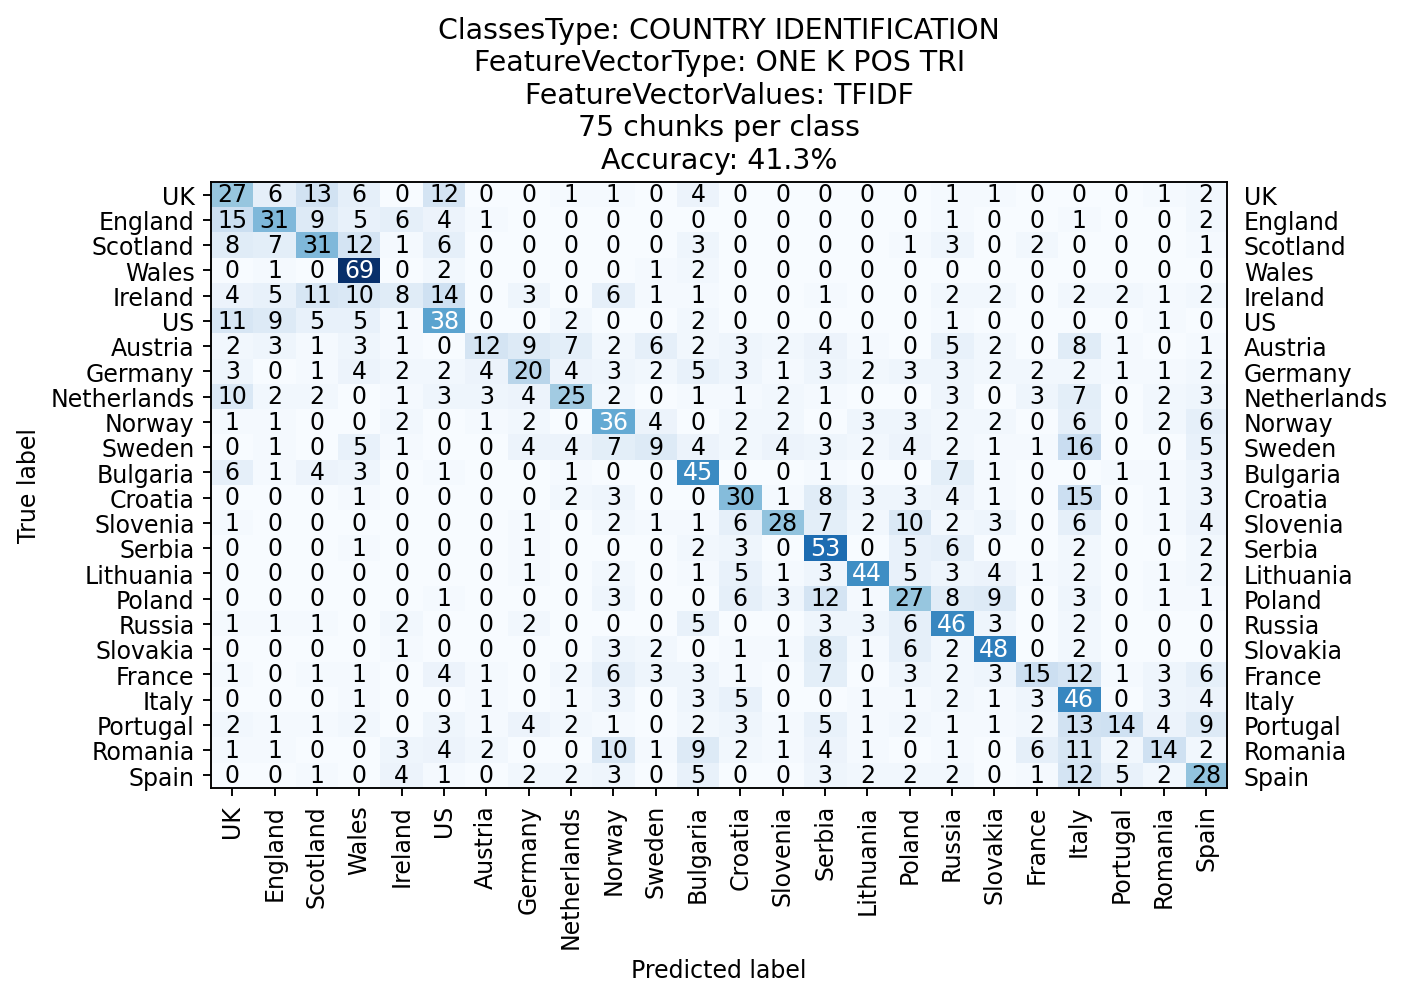 ClassesType: COUNTRY IDENTIFICATION
FeatureVectorType: ONE K POS TRI
FeatureVectorValues: TFIDF
75 chunks per class
Accuracy: 41.3%
UK 27 6 13 6 0 12 0 0 1 1 0 4 0 0 0 0 0 1 1 0 0 0 1 2 UK
England 15 31 9 5 6 4 1 0 0 0 0 0 0 0 0 0 0 1 0 0 1 0 0 2 England
Scotland 8 7 31 12 1 6 0 0 0 0 0 3 0 0 0 0 1 3 0 2 0 0 0 1 Scotland
Wales 0 1 0 69 0 2 0 0 0 0 1 2 0 0 0 0 0 0 0 0 0 0 0 0 Wales
Ireland 4 5 11 10 8 14 0 3 0 6 1 1 0 0 1 0 0 2 2 0 2 2 1 2 Ireland
US 11 9 5 5 1 38 0 0 2 0 0 2 0 0 0 0 0 1 0 0 0 0 1 0 US
Austria 2 3 1 3 1 0 12 9 7 2 6 2 3 2 4 1 0 5 2 0 8 1 0 1 Austria
Germany 3 0 1 4 2 2 4 20 4 3 2 5 3 1 3 2 3 3 2 2 2 1 1 2 Germany
Netherlands 10 2 2 0 1 3 3 4 25 2 0 1 1 2 1 0 0 3 0 3 7 0 2 3 Netherlands
Norway 1 1 0 0 2 0 1 2 0 36 4 0 2 2 0 3 3 2 2 0 6 0 2 6 Norway
Sweden 0 1 0 5 1 0 0 4 4 7 9 4 2 4 3 2 4 2 1 1 16 0 0 5 Sweden
Bulgaria 6 1 4 3 0 1 0 0 1 0 0 45 0 0 1 0 0 7 1 0 0 1 1 3 Bulgaria
Croatia 0 0 0 1 0 0 0 0 2 3 0 0 30 1 8 3 3 4 1 0 15 0 1 3 Croatia
Slovenia 1 0 0 0 0 0 0 1 0 2 1 1 6 28 7 2 10 2 3 0 6 0 1 4 Slovenia
Serbia 0 0 0 1 0 0 0 1 0 0 0 2 3 0 53 0 5 6 0 0 2 0 0 2 Serbia
Lithuania 0 0 0 0 0 0 0 1 0 2 0 1 5 1 3 44 5 3 4 1 2 0 1 2 Lithuania
Poland 0 0 0 0 0 1 0 0 0 3 0 0 6 3 12 1 27 8 9 0 3 0 1 1 Poland
Russia 1 1 1 0 2 0 0 2 0 0 0 5 0 0 3 3 6 46 3 0 2 0 0 0 Russia
Slovakia 0 0 0 0 1 0 0 0 0 3 2 0 1 1 8 1 6 2 48 0 2 0 0 0 Slovakia
France 1 0 1 1 0 4 1 0 2 6 3 3 1 0 7 0 3 2 3 15 12 1 3 6 France
Italy 0 0 0 1 0 0 1 0 1 3 0 3 5 0 0 1 1 2 1 3 46 0 3 4 Italy
Portugal 2 1 1 2 0 3 1 4 2 1 0 2 3 1 5 1 2 1 1 2 13 14 4 9 Portugal
Romania 1 1 0 0 3 4 2 0 0 10 1 9 2 1 4 1 0 1 0 6 11 2 14 2 Romania
Spain 0 0 1 0 4 1 0 2 2 3 0 5 0 0 3 2 2 2 0 1 12 5 2 28 Spain
UK England Scotland Wales Ireland US Austria Germany Netherlands Norway Sweden Bulgaria Croatia Slovenia Serbia Lithuania Poland Russia Slovakia France Italy Portugal Romania Spain
True label
Predicted label